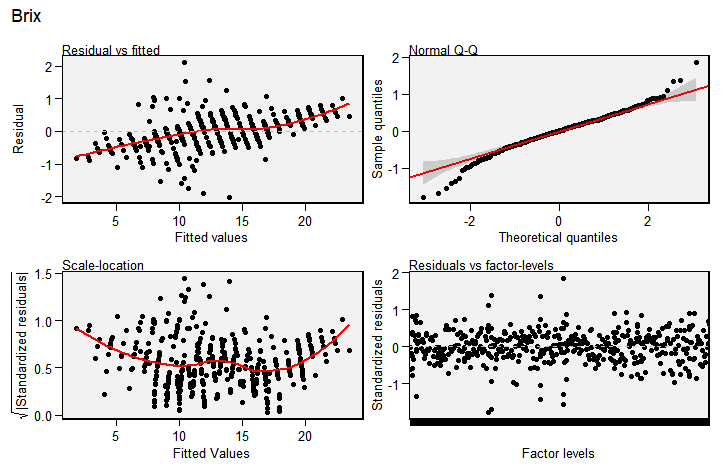 Brix
Residual vs fitted
Residual
2
1
0
-1
-2
5
10
15
20
Fitted values
Normal Q-Q
Sample quantiles
2
1
0
-1
-2
0
2
Theoretical quantiles
Scale-location
√|Standardized residuals|
1.5
1.0
0.5
0.0
5
10
15
20
Fitted Values
Residuals vs factor-levels
Standardized residuals
2
1
0
-1
Factor levels